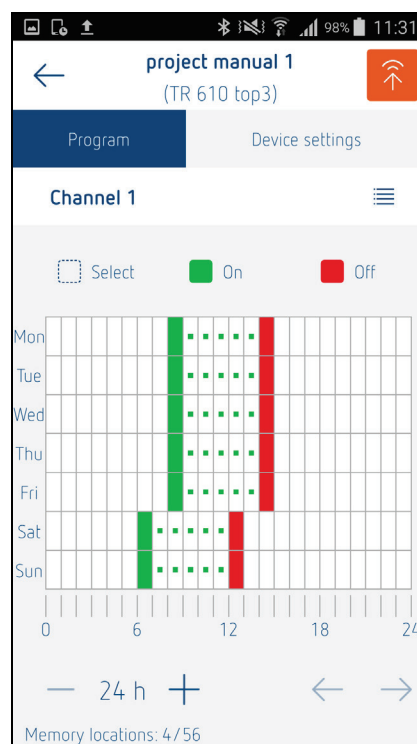 98% 11:31
project manual 1
(TR 610 top3)
Program Device settings
Channel 1
Select On Off
Mon
Tue
Wed
Thu
Fri
Sat
Sun
0 6 12 18 24
24 h
Memory locations: 4/56